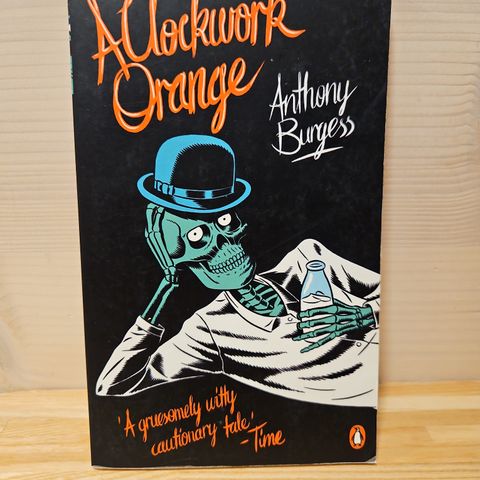 A Clockwork
Orange
Anthony
Burgess
'A gruesomely witty
cautionary tale'
-Time